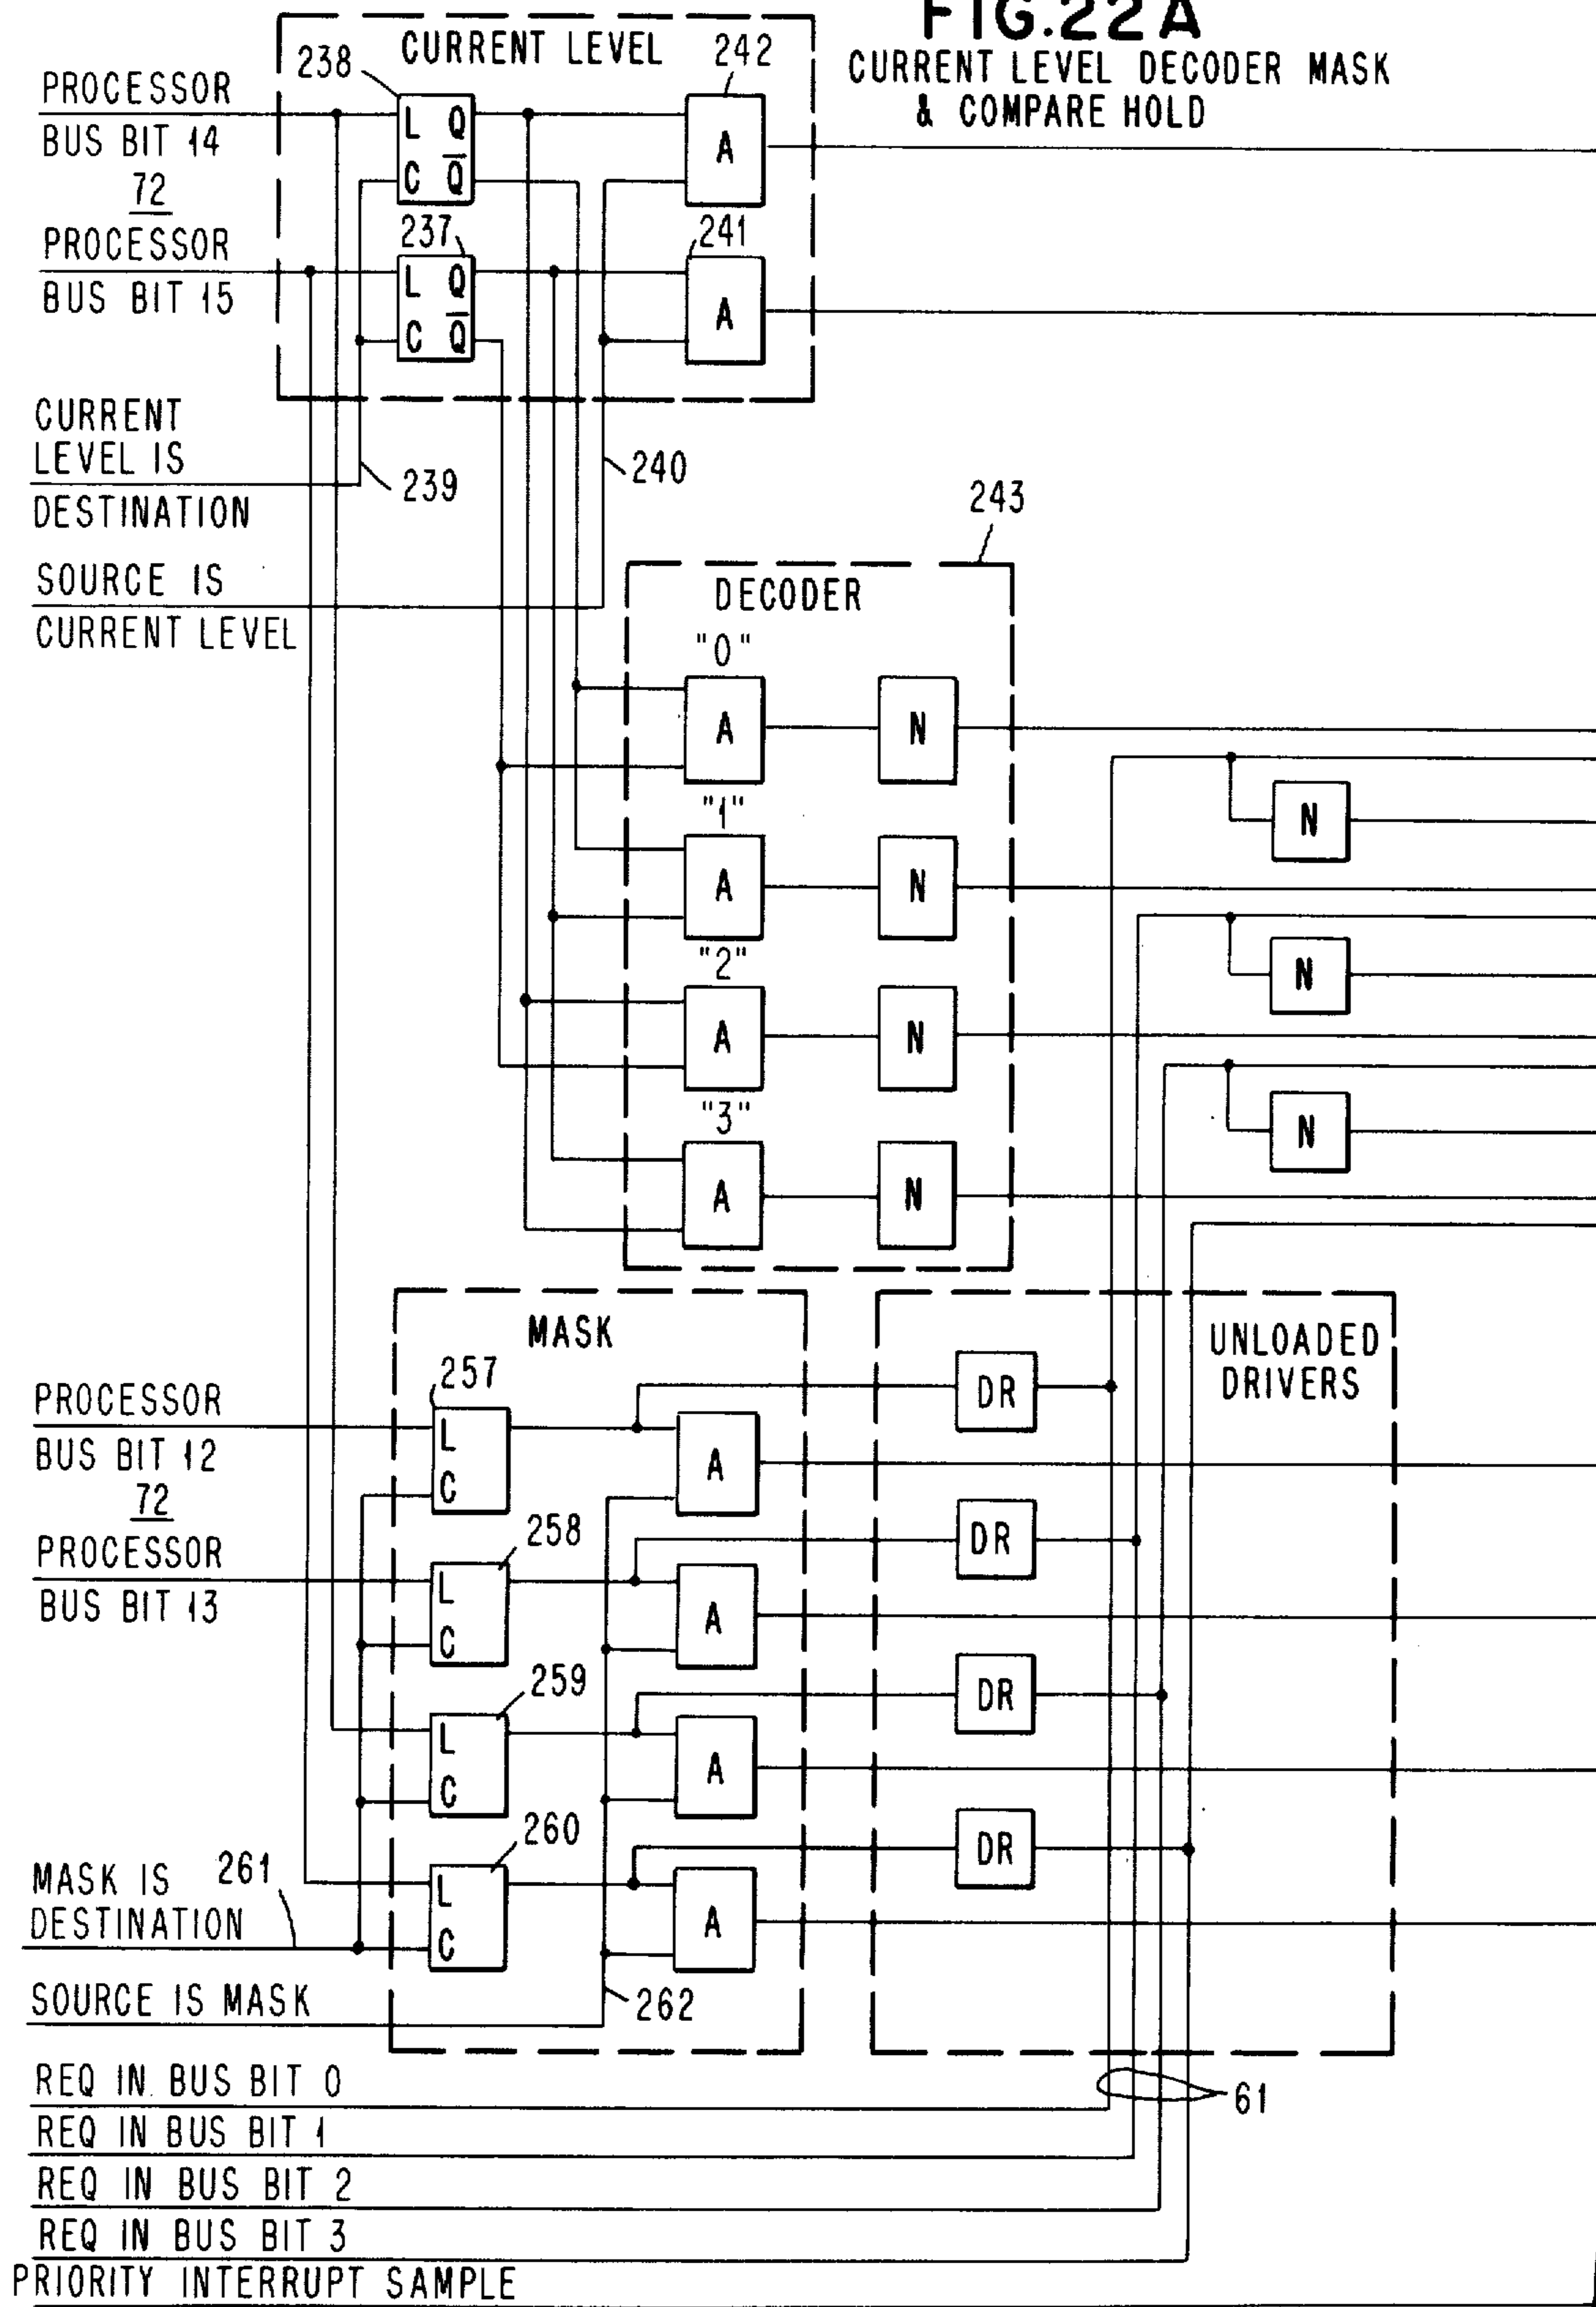 FIG.22A
CURRENT LEVEL DECODER MASK
& COMPARE HOLD
CURRENT LEVEL
238
242
PROCESSOR
BUS BIT 14
L Q
C Q̅
A
72
237
241
PROCESSOR
BUS BIT 15
L Q
C Q̅
A
CURRENT
LEVEL IS
DESTINATION
239
240
243
SOURCE IS
CURRENT LEVEL
DECODER
"0"
A
N
N
"1"
A
N
N
"2"
A
N
N
"3"
A
N
MASK
UNLOADED
DRIVERS
257
PROCESSOR
BUS BIT 12
L
C
A
DR
72
258
PROCESSOR
BUS BIT 13
L
C
A
DR
259
L
C
A
DR
260
L
C
A
DR
MASK IS
DESTINATION
261
SOURCE IS MASK
262
REQ IN BUS BIT 0
61
REQ IN BUS BIT 1
REQ IN BUS BIT 2
REQ IN BUS BIT 3
PRIORITY INTERRUPT SAMPLE